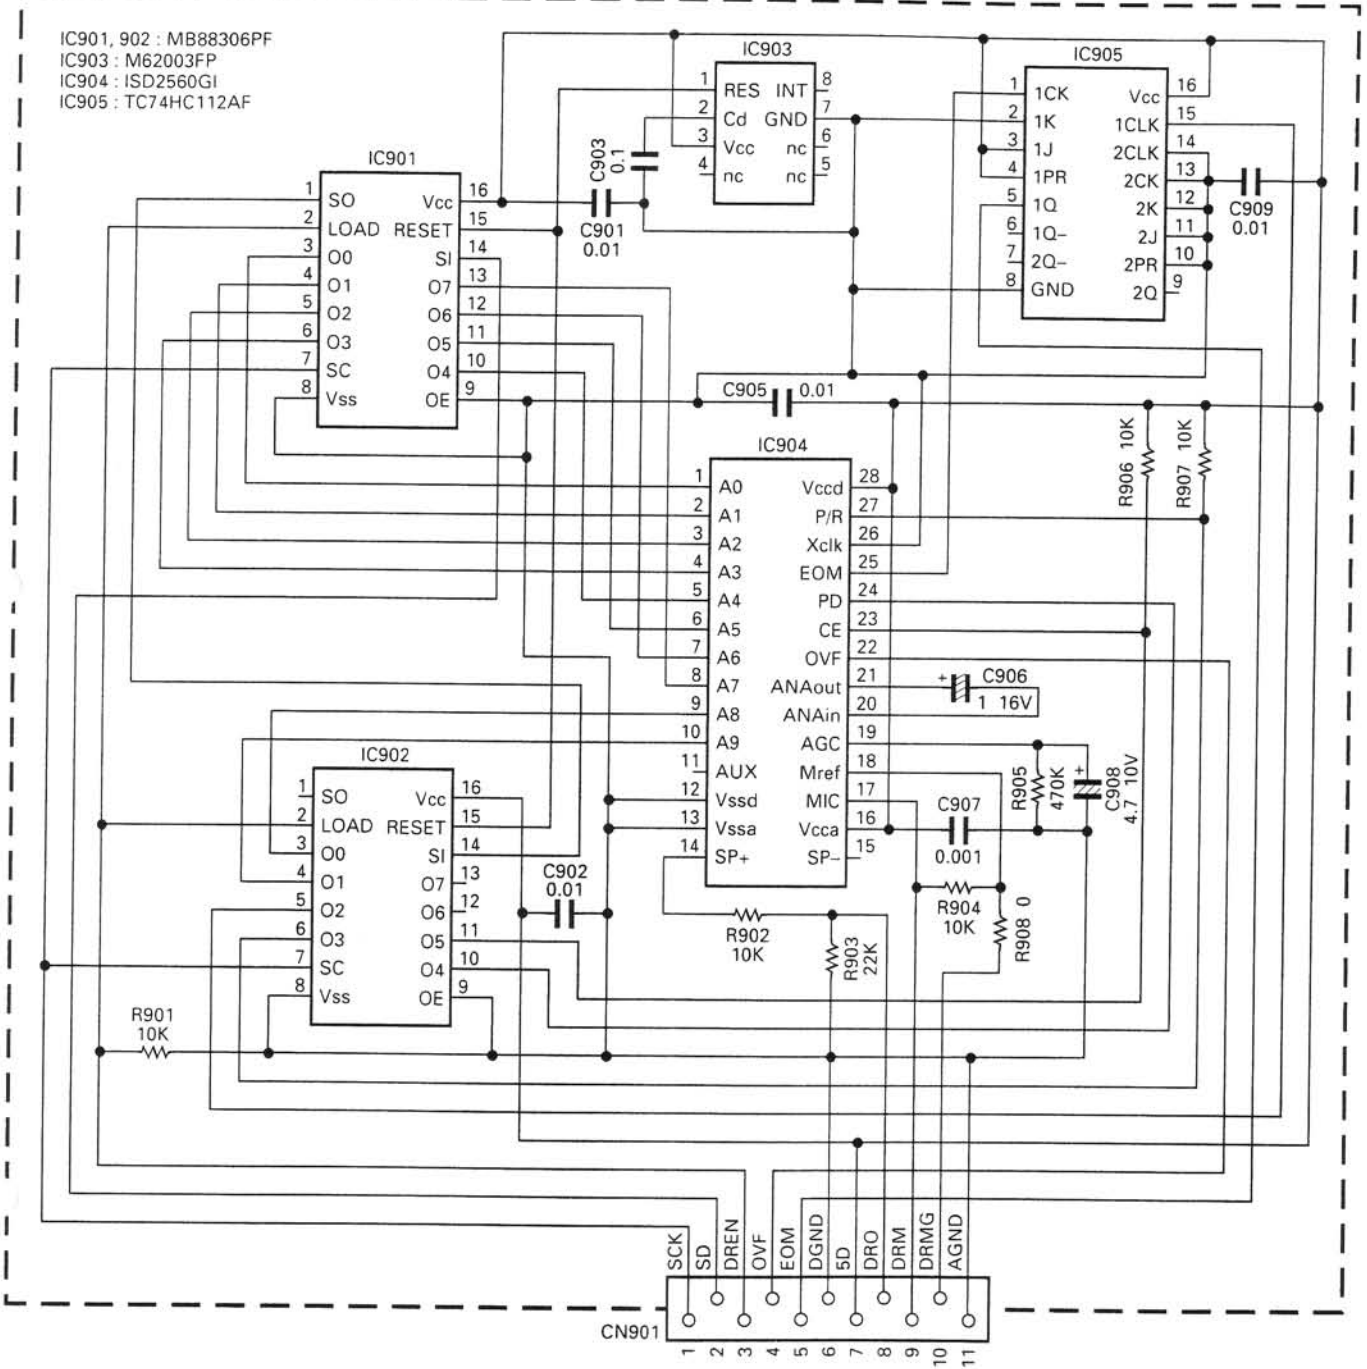 IC901, 902 : MB88306PF
IC903 : M62003FP
IC904 : ISD2560GI
IC905 : TC74HC112AF
IC903
1 RES INT 8
2 Cd GND 7
3 Vcc nc 6
4 nc nc 5
C903
0.1
C901
0.01
IC905
1 1CK Vcc 16
2 1K 1CLK 15
3 1J 2CLK 14
4 1PR 2CK 13
5 1Q 2K 12
6 1Q– 2J 11
7 2Q– 2PR 10
8 GND 2Q 9
C909
0.01
IC901
1 SO Vcc 16
2 LOAD RESET 15
3 O0 SI 14
4 O1 O7 13
5 O2 O6 12
6 O3 O5 11
7 SC O4 10
8 Vss OE 9
C905 0.01
R906 10K
R907 10K
IC904
1 A0 Vccd 28
2 A1 P/R 27
3 A2 Xclk 26
4 A3 EOM 25
5 A4 PD 24
6 A5 CE 23
7 A6 OVF 22
8 A7 ANAout 21
9 A8 ANAin 20
10 A9 AGC 19
11 AUX Mref 18
12 Vssd MIC 17
13 Vssa Vcca 16
14 SP+ SP– 15
+ C906
1 16V
R905
470K
+
C908
4.7 10V
C907
0.001
R904
10K
R908 0
R902
10K
R903
22K
IC902
1 SO Vcc 16
2 LOAD RESET 15
3 O0 SI 14
4 O1 O7 13
5 O2 O6 12
6 O3 O5 11
7 SC O4 10
8 Vss OE 9
C902
0.01
R901
10K
SCK
SD
DREN
OVF
EOM
DGND
5D
DRO
DRM
DRMG
AGND
CN901
1 2 3 4 5 6 7 8 9 10 11